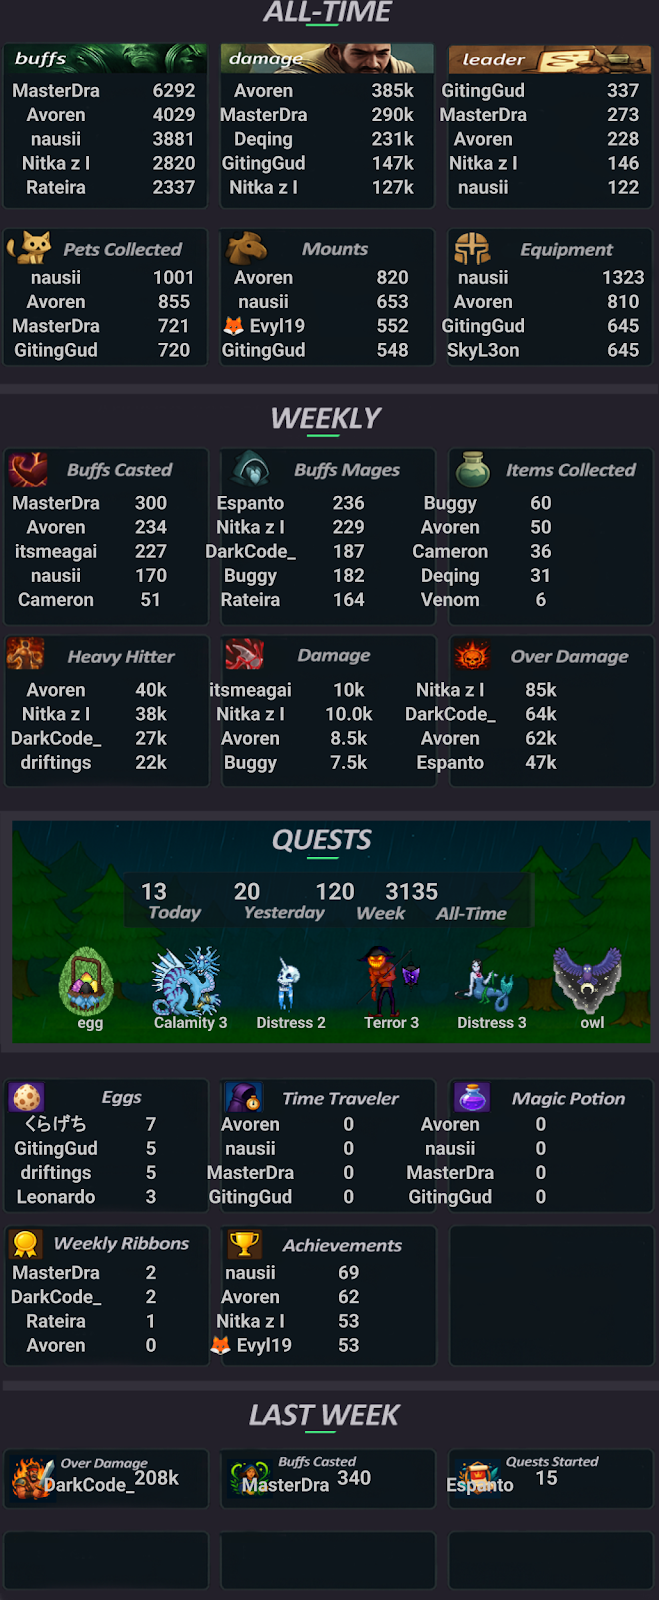 ALL-TIME
buffs
MasterDra 6292
Avoren 4029
nausii 3881
Nitka z I 2820
Rateira 2337
damage
Avoren 385k
MasterDra 290k
Deqing 231k
GitingGud 147k
Nitka z I 127k
leader
GitingGud 337
MasterDra 273
Avoren 228
Nitka z I 146
nausii 122
Pets Collected
nausii 1001
Avoren 855
MasterDra 721
GitingGud 720
Mounts
Avoren 820
nausii 653
🦊 Evyl19 552
GitingGud 548
Equipment
nausii 1323
Avoren 810
GitingGud 645
SkyL3on 645
WEEKLY
Buffs Casted
MasterDra 300
Avoren 234
itsmeagai 227
nausii 170
Cameron 51
Buffs Mages
Espanto 236
Nitka z I 229
DarkCode_ 187
Buggy 182
Rateira 164
Items Collected
Buggy 60
Avoren 50
Cameron 36
Deqing 31
Venom 6
Heavy Hitter
Avoren 40k
Nitka z I 38k
DarkCode_ 27k
driftings 22k
Damage
itsmeagai 10k
Nitka z I 10.0k
Avoren 8.5k
Buggy 7.5k
Over Damage
Nitka z I 85k
DarkCode_ 64k
Avoren 62k
Espanto 47k
QUESTS
13 20 120 3135
Today Yesterday Week All-Time
egg Calamity 3 Distress 2 Terror 3 Distress 3 owl
Eggs
くらげち 7
GitingGud 5
driftings 5
Leonardo 3
Time Traveler
Avoren 0
nausii 0
MasterDra 0
GitingGud 0
Magic Potion
Avoren 0
nausii 0
MasterDra 0
GitingGud 0
Weekly Ribbons
MasterDra 2
DarkCode_ 2
Rateira 1
Avoren 0
Achievements
nausii 69
Avoren 62
Nitka z I 53
🦊 Evyl19 53
LAST WEEK
Over Damage
DarkCode_ 208k
Buffs Casted
MasterDra 340
Quests Started
Espanto 15